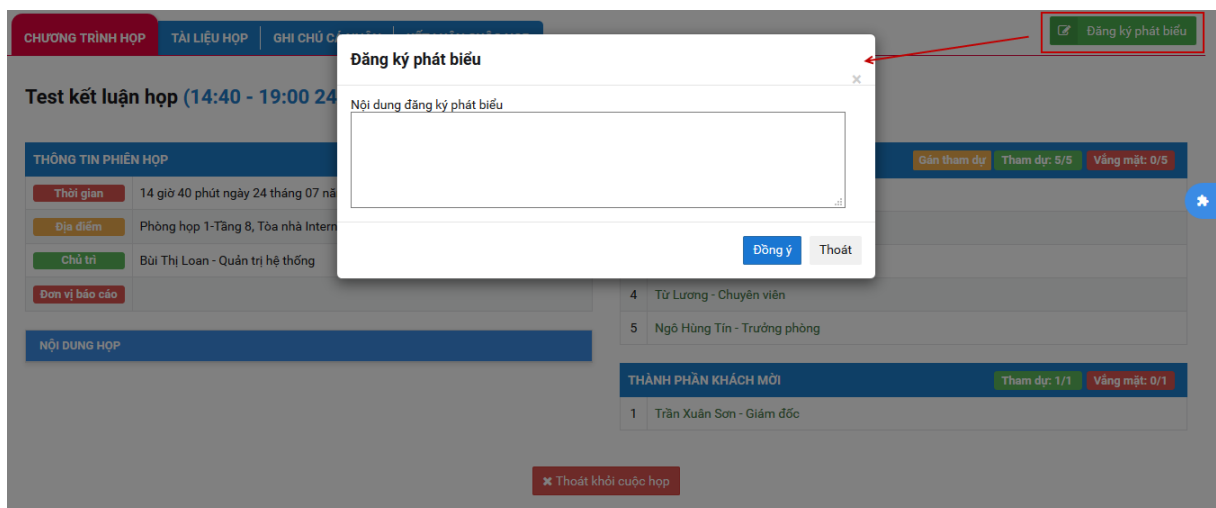 CHƯƠNG TRÌNH HỌP
TÀI LIỆU HỌP
GHI CHÚ
Đăng ký phát biểu
Đăng ký phát biểu
×
Nội dung đăng ký phát biểu
Đồng ý
Thoát
Test kết luận họp (14:40 - 19:00 24
THÔNG TIN PHIÊN HỌP
Thời gian 14 giờ 40 phút ngày 24 tháng 07
Địa điểm Phòng họp 1-Tầng 8, Tòa nhà Intern
Chủ trì Bùi Thị Loan - Quản trị hệ thống
Đơn vị báo cáo
NỘI DUNG HỌP
Gán tham dự Tham dự: 5/5 Vắng mặt: 0/5
4 Từ Lương - Chuyên viên
5 Ngô Hùng Tín - Trưởng phòng
THÀNH PHẦN KHÁCH MỜI Tham dự: 1/1 Vắng mặt: 0/1
1 Trần Xuân Sơn - Giám đốc
Thoát khỏi cuộc họp